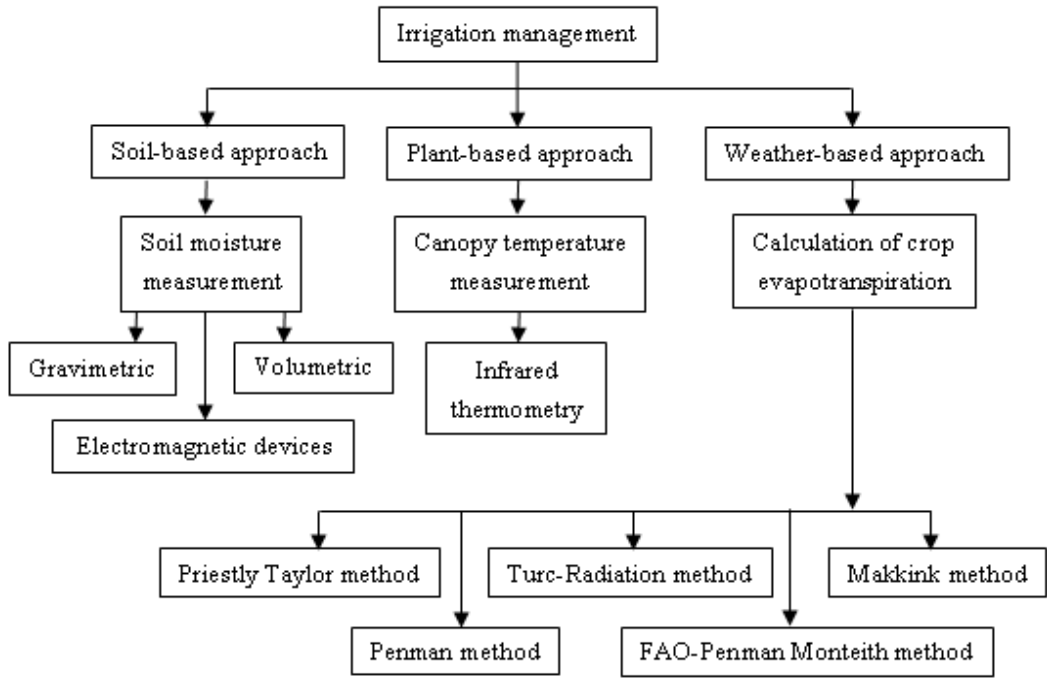 Irrigation management
Soil-based approach
Plant-based approach
Weather-based approach
Soil moisture
measurement
Canopy temperature
measurement
Calculation of crop
evapotranspiration
Gravimetric
Volumetric
Infrared
thermometry
Electromagnetic devices
Priestly Taylor method
Turc-Radiation method
Makkink method
Penman method
FAO-Penman Monteith method